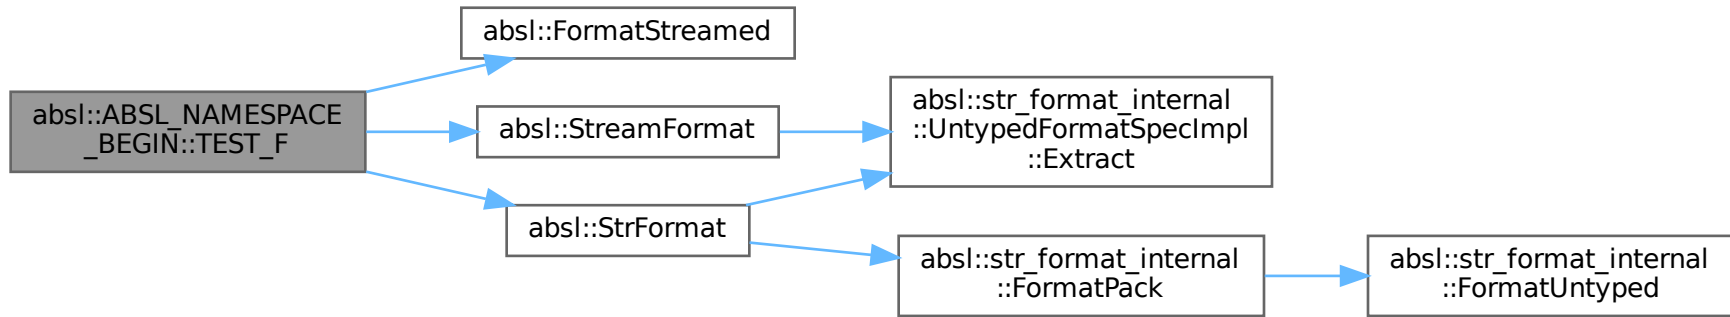 absl::ABSL_NAMESPACE
_BEGIN::TEST_F
absl::FormatStreamed
absl::StreamFormat
absl::StrFormat
absl::str_format_internal
::UntypedFormatSpecImpl
::Extract
absl::str_format_internal
::FormatPack
absl::str_format_internal
::FormatUntyped